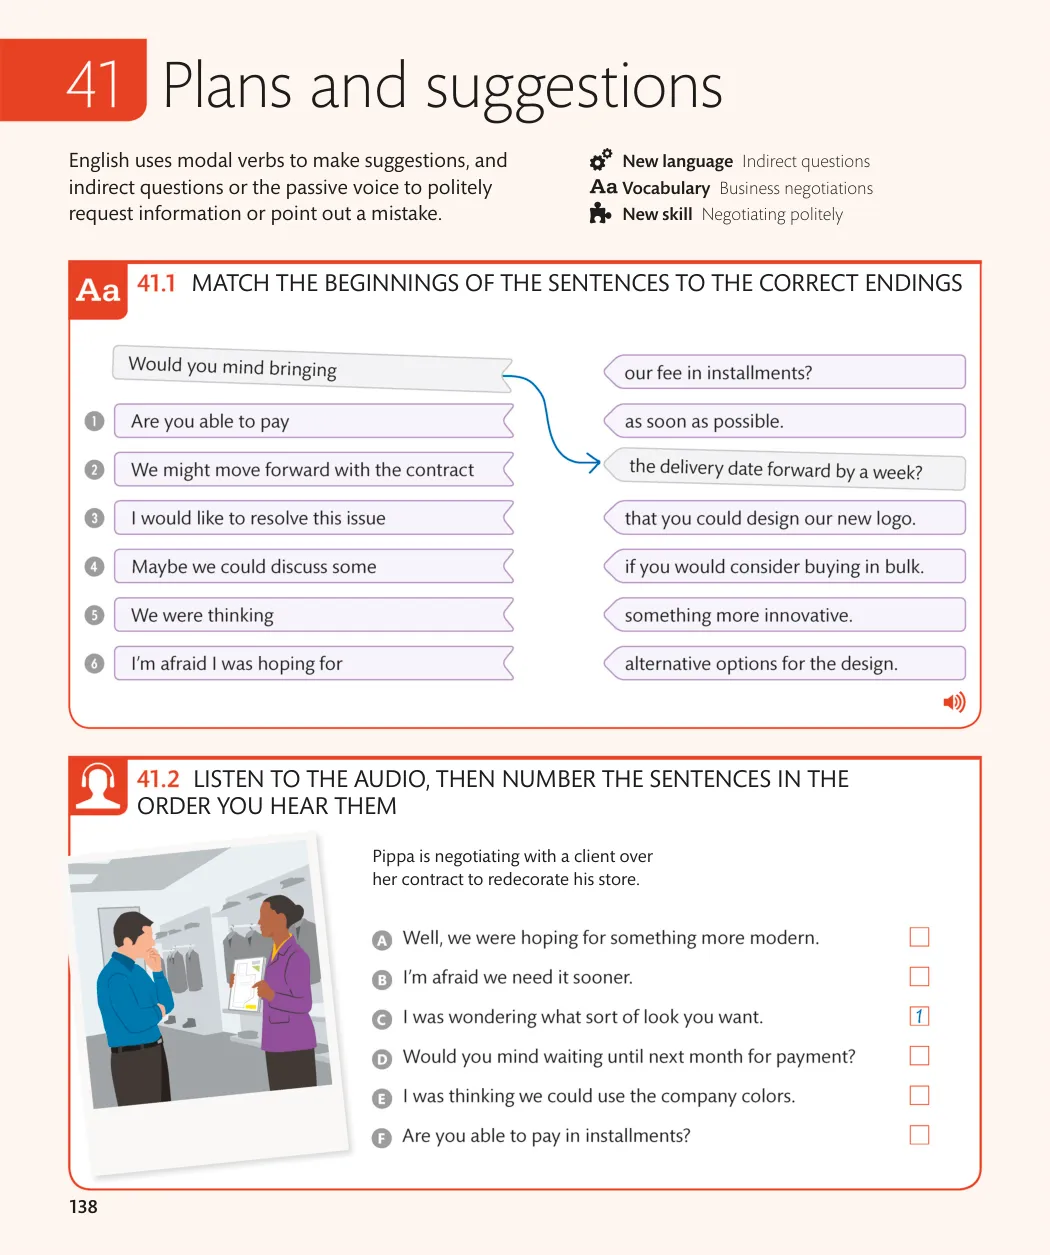 41 Plans and suggestions
English uses modal verbs to make suggestions, and
indirect questions or the passive voice to politely
request information or point out a mistake.
New language Indirect questions
Aa Vocabulary Business negotiations
New skill Negotiating politely
Aa 41.1 MATCH THE BEGINNINGS OF THE SENTENCES TO THE CORRECT ENDINGS
Would you mind bringing
our fee in installments?
1 Are you able to pay
as soon as possible.
2 We might move forward with the contract
the delivery date forward by a week?
3 I would like to resolve this issue
that you could design our new logo.
4 Maybe we could discuss some
if you would consider buying in bulk.
5 We were thinking
something more innovative.
6 I'm afraid I was hoping for
alternative options for the design.
41.2 LISTEN TO THE AUDIO, THEN NUMBER THE SENTENCES IN THE
ORDER YOU HEAR THEM
Pippa is negotiating with a client over
her contract to redecorate his store.
A Well, we were hoping for something more modern.
B I'm afraid we need it sooner.
C I was wondering what sort of look you want. 1
D Would you mind waiting until next month for payment?
E I was thinking we could use the company colors.
F Are you able to pay in installments?
138